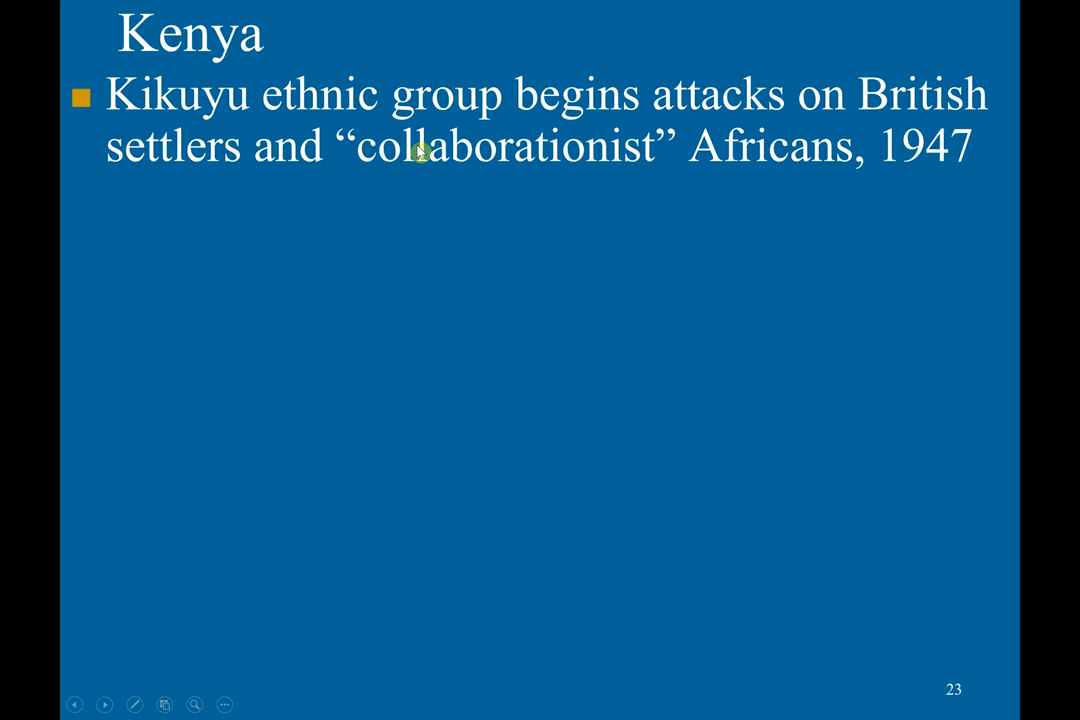 Kenya
Kikuyu ethnic group begins attacks on British
settlers and “collaborationist” Africans, 1947
23